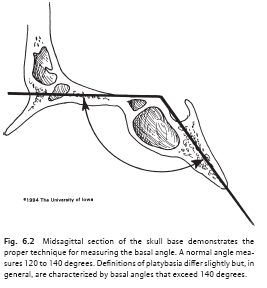 ©1994 The University of Iowa
Fig. 6.2 Midsagittal section of the skull base demonstrates the
proper technique for measuring the basal angle. A normal angle mea-
sures 120 to 140 degrees. Definitions of platybasia differ slightly but, in
general, are characterized by basal angles that exceed 140 degrees.